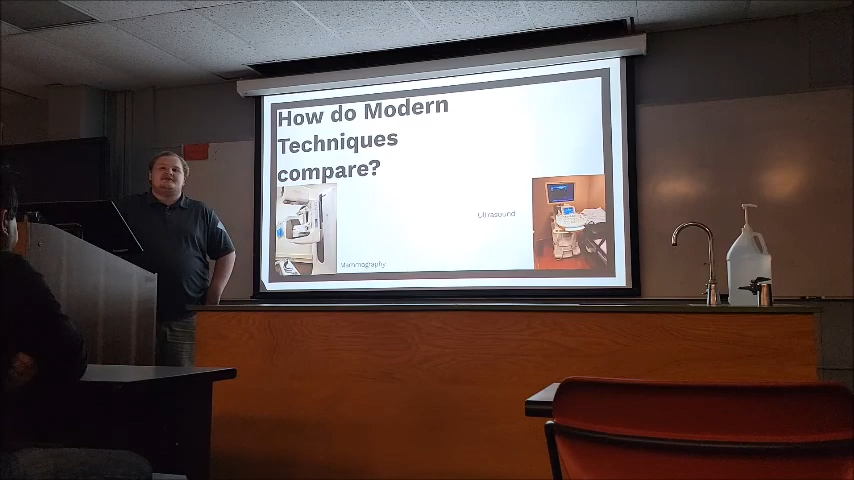 How do Modern
Techniques
compare?
Ultrasound
Mammography